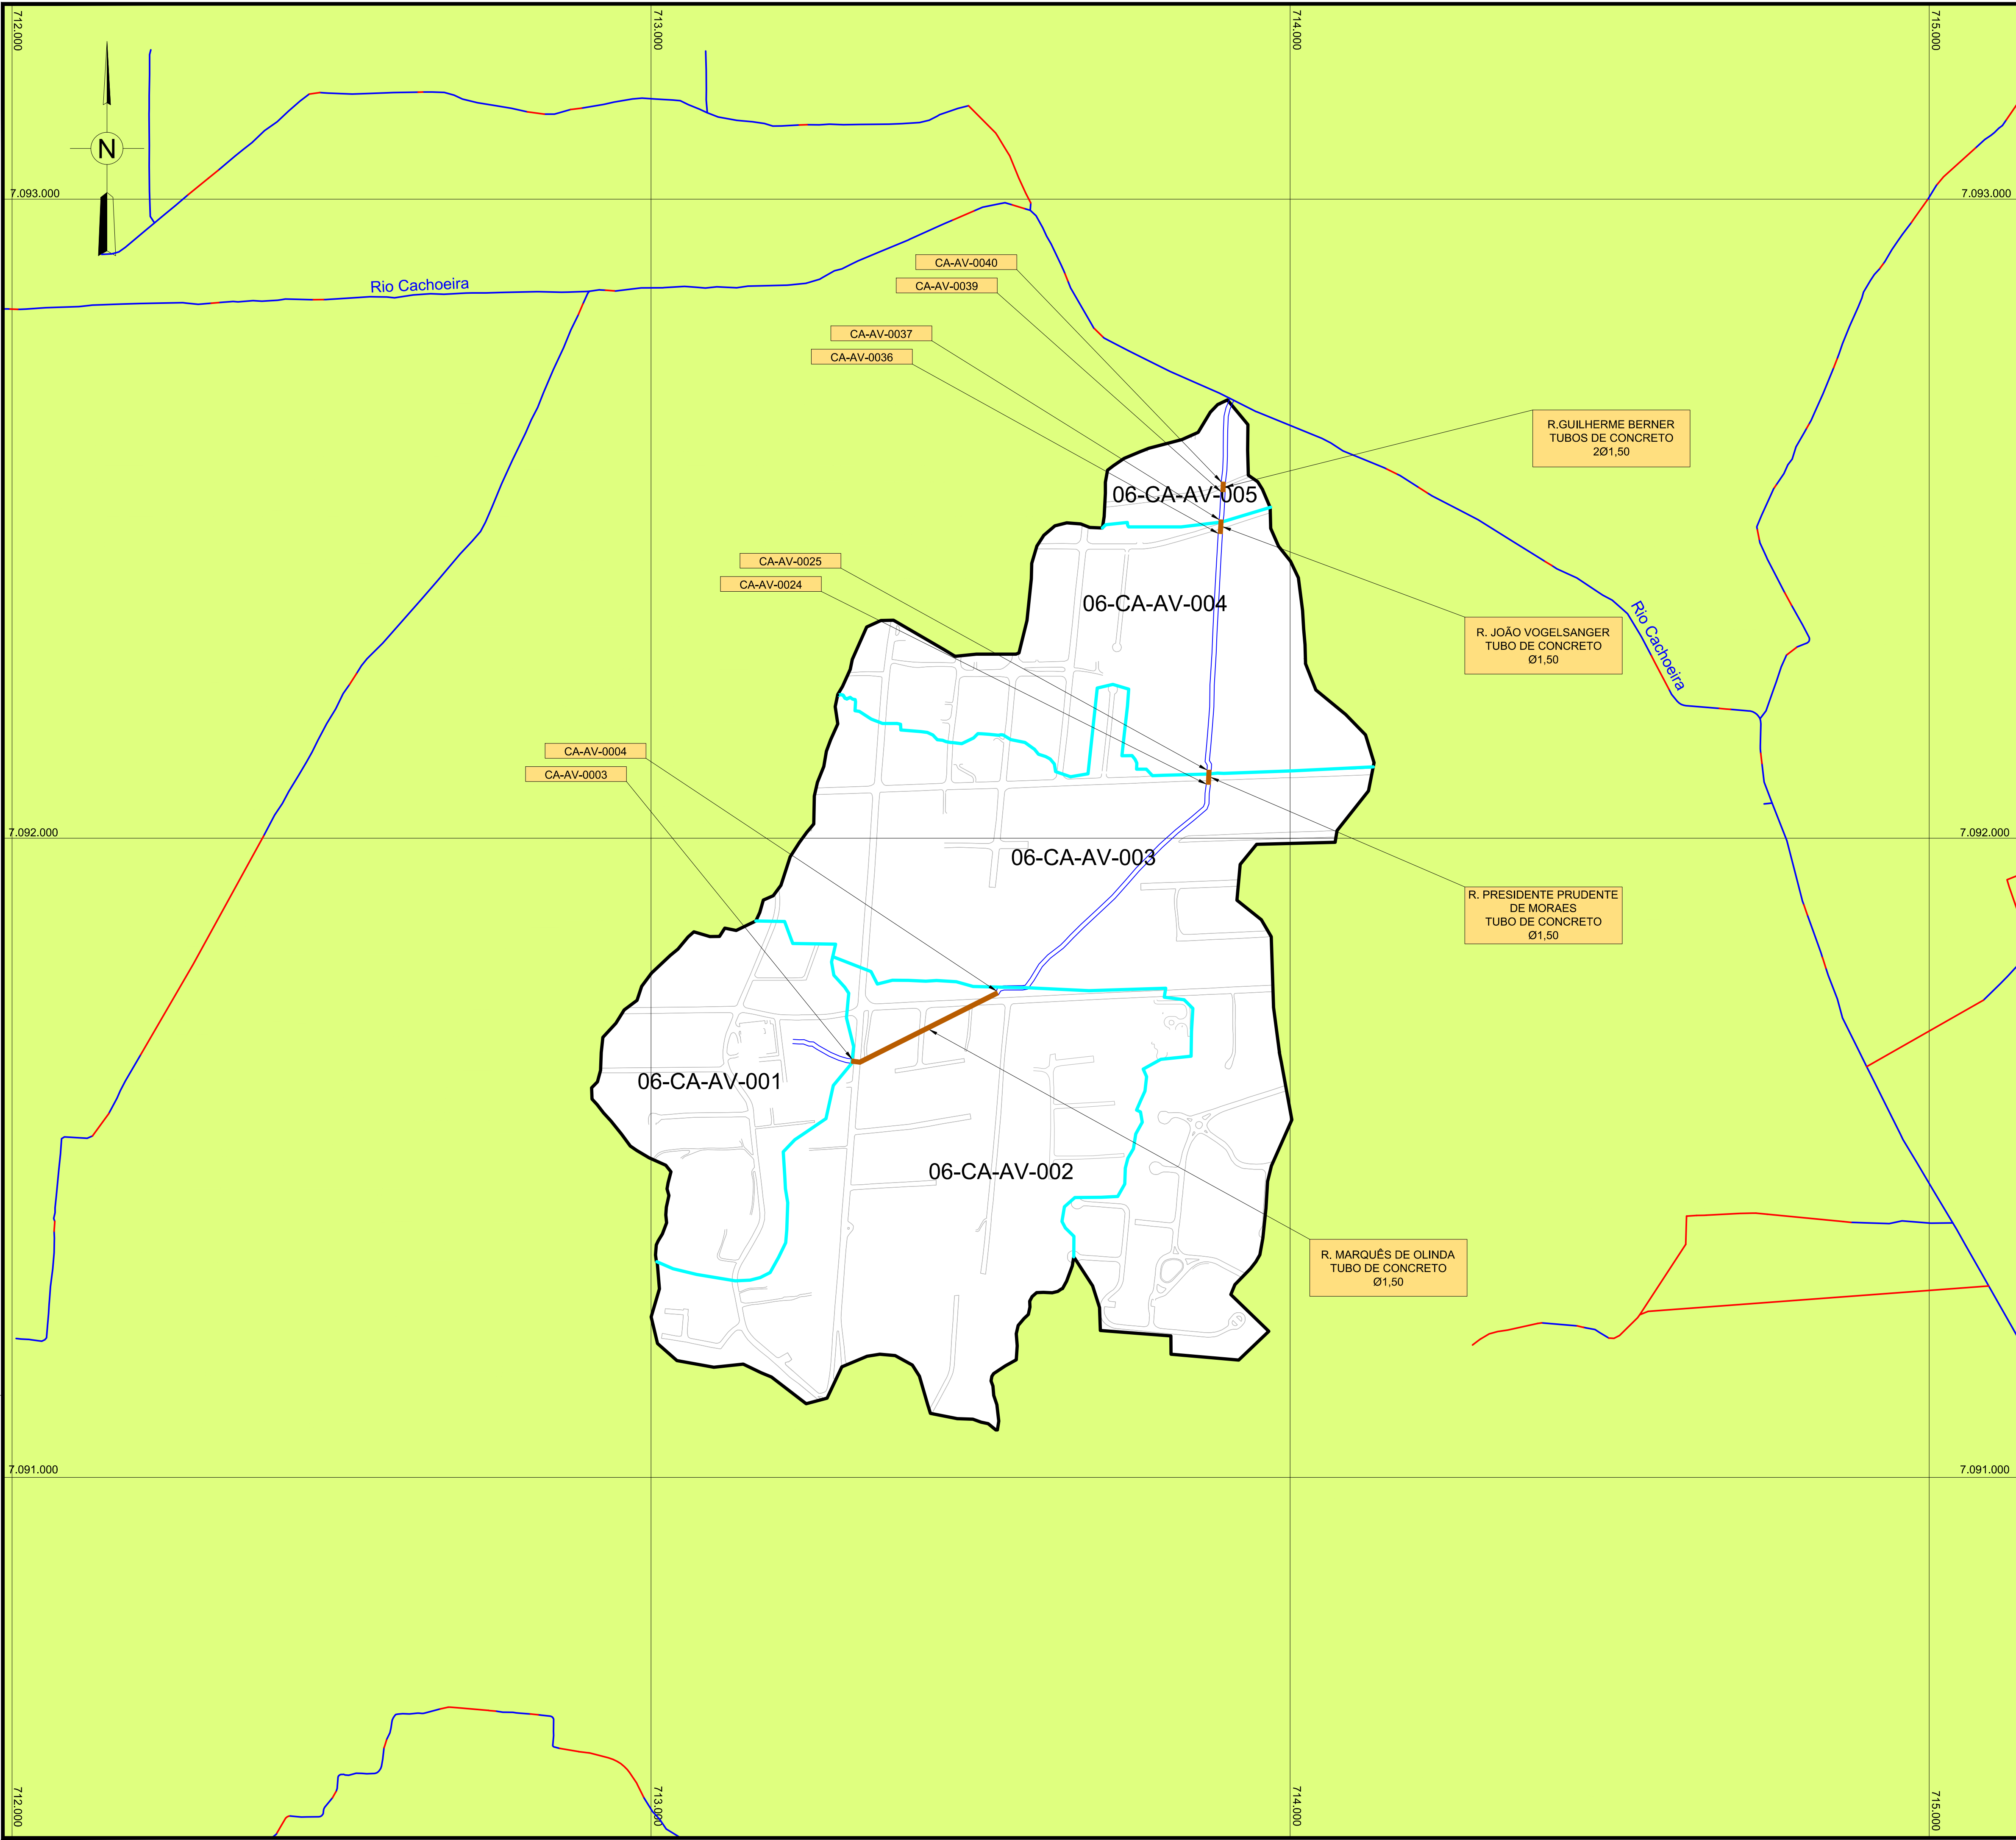 712.000
713.000
714.000
715.000
N
7.093.000
7.093.000
Rio Cachoeira
CA-AV-0040
CA-AV-0039
CA-AV-0037
CA-AV-0036
R.GUILHERME BERNER
TUBOS DE CONCRETO
2Ø1,50
06-CA-AV-005
CA-AV-0025
CA-AV-0024
06-CA-AV-004
Rio Cachoeira
R. JOÃO VOGELSANGER
TUBO DE CONCRETO
Ø1,50
CA-AV-0004
CA-AV-0003
7.092.000
7.092.000
06-CA-AV-003
R. PRESIDENTE PRUDENTE
DE MORAES
TUBO DE CONCRETO
Ø1,50
06-CA-AV-001
06-CA-AV-002
R. MARQUÊS DE OLINDA
TUBO DE CONCRETO
Ø1,50
7.091.000
7.091.000
712.000
713.000
714.000
715.000